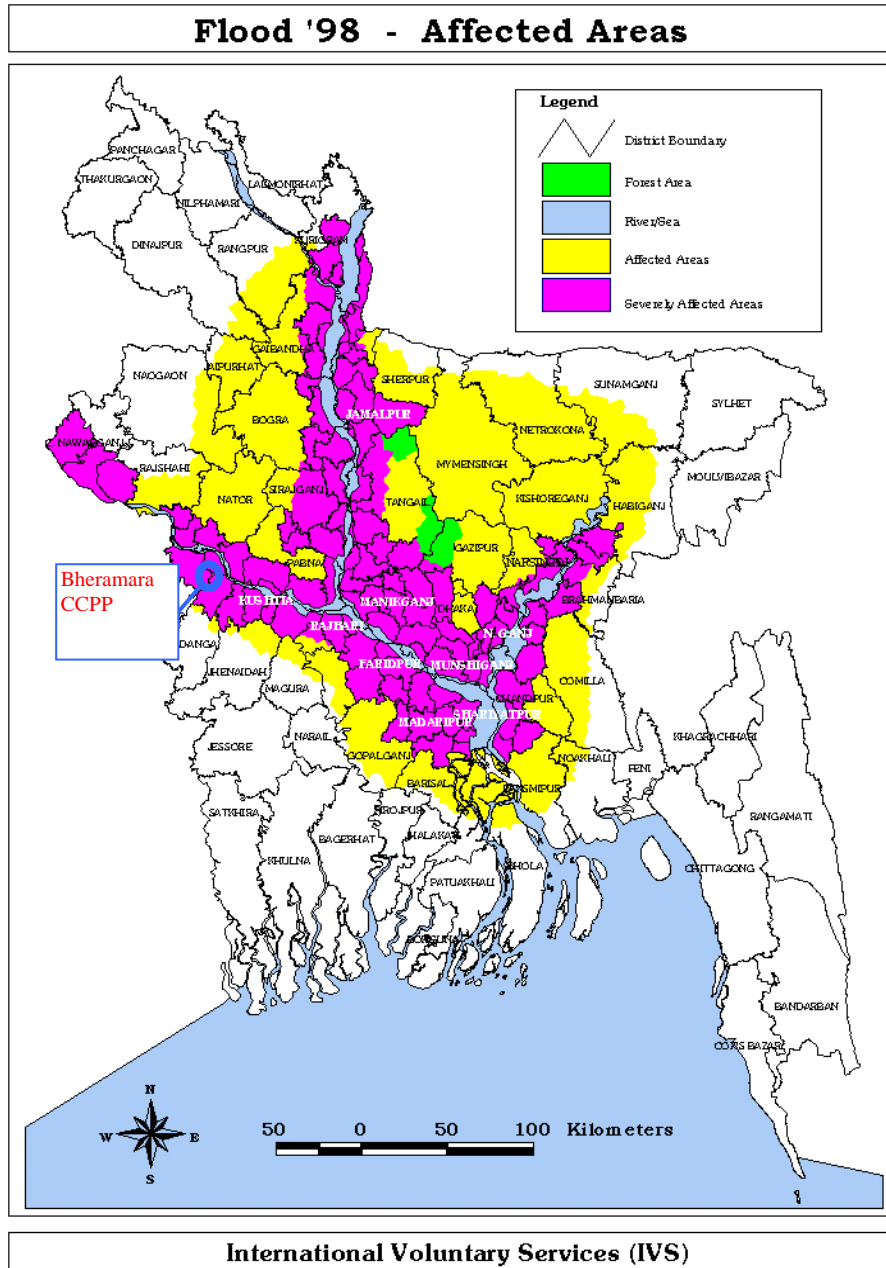 Flood '98 - Affected Areas
Legend
District Boundary
Forest Area
River/Sea
Affected Areas
Severely Affected Areas
PANCHAGAR
THAKURGAON
LALMONIRHAT
NILPHAMARI
DINAJPUR
RANGPUR
KURIGRAM
GAIBANDHA
JAIPURHAT
NAOGAON
SHERPUR
SUNAMGANJ
SYLHET
BOGRA
JAMALPUR
NETROKONA
NAWABGANJ
RAJSHAHI
MYMENSINGH
MOULVIBAZAR
NATOR
SIRAJGANJ
TANGAIL
KISHOREGANJ
HABIGANJ
GAZIPUR
NARSINGDI
PABNA
Bheramara
CCPP
KUSHTIA
MANIKGANJ
DHAKA
BRAHMANBARIA
RAJBARI
N.GANJ
DANGA
JHENAIDAH
FARIDPUR
MUNSHIGANJ
COMILLA
MAGURA
CHANDPUR
MADARIPUR
SHARIATPUR
NARAIL
JESSORE
GOPALGANJ
NOAKHALI
KHAGRACHHARI
FENI
BARISAL
SATKHIRA
PIROJPUR
RANGAMATI
BAGERHAT
KHULNA
BHOLA
CHITTAGONG
PATUAKHALI
BORGUNA
BANDARBAN
COX'S BAZAR
N
W E
S
50 0 50 100 Kilometers
International Voluntary Services (IVS)